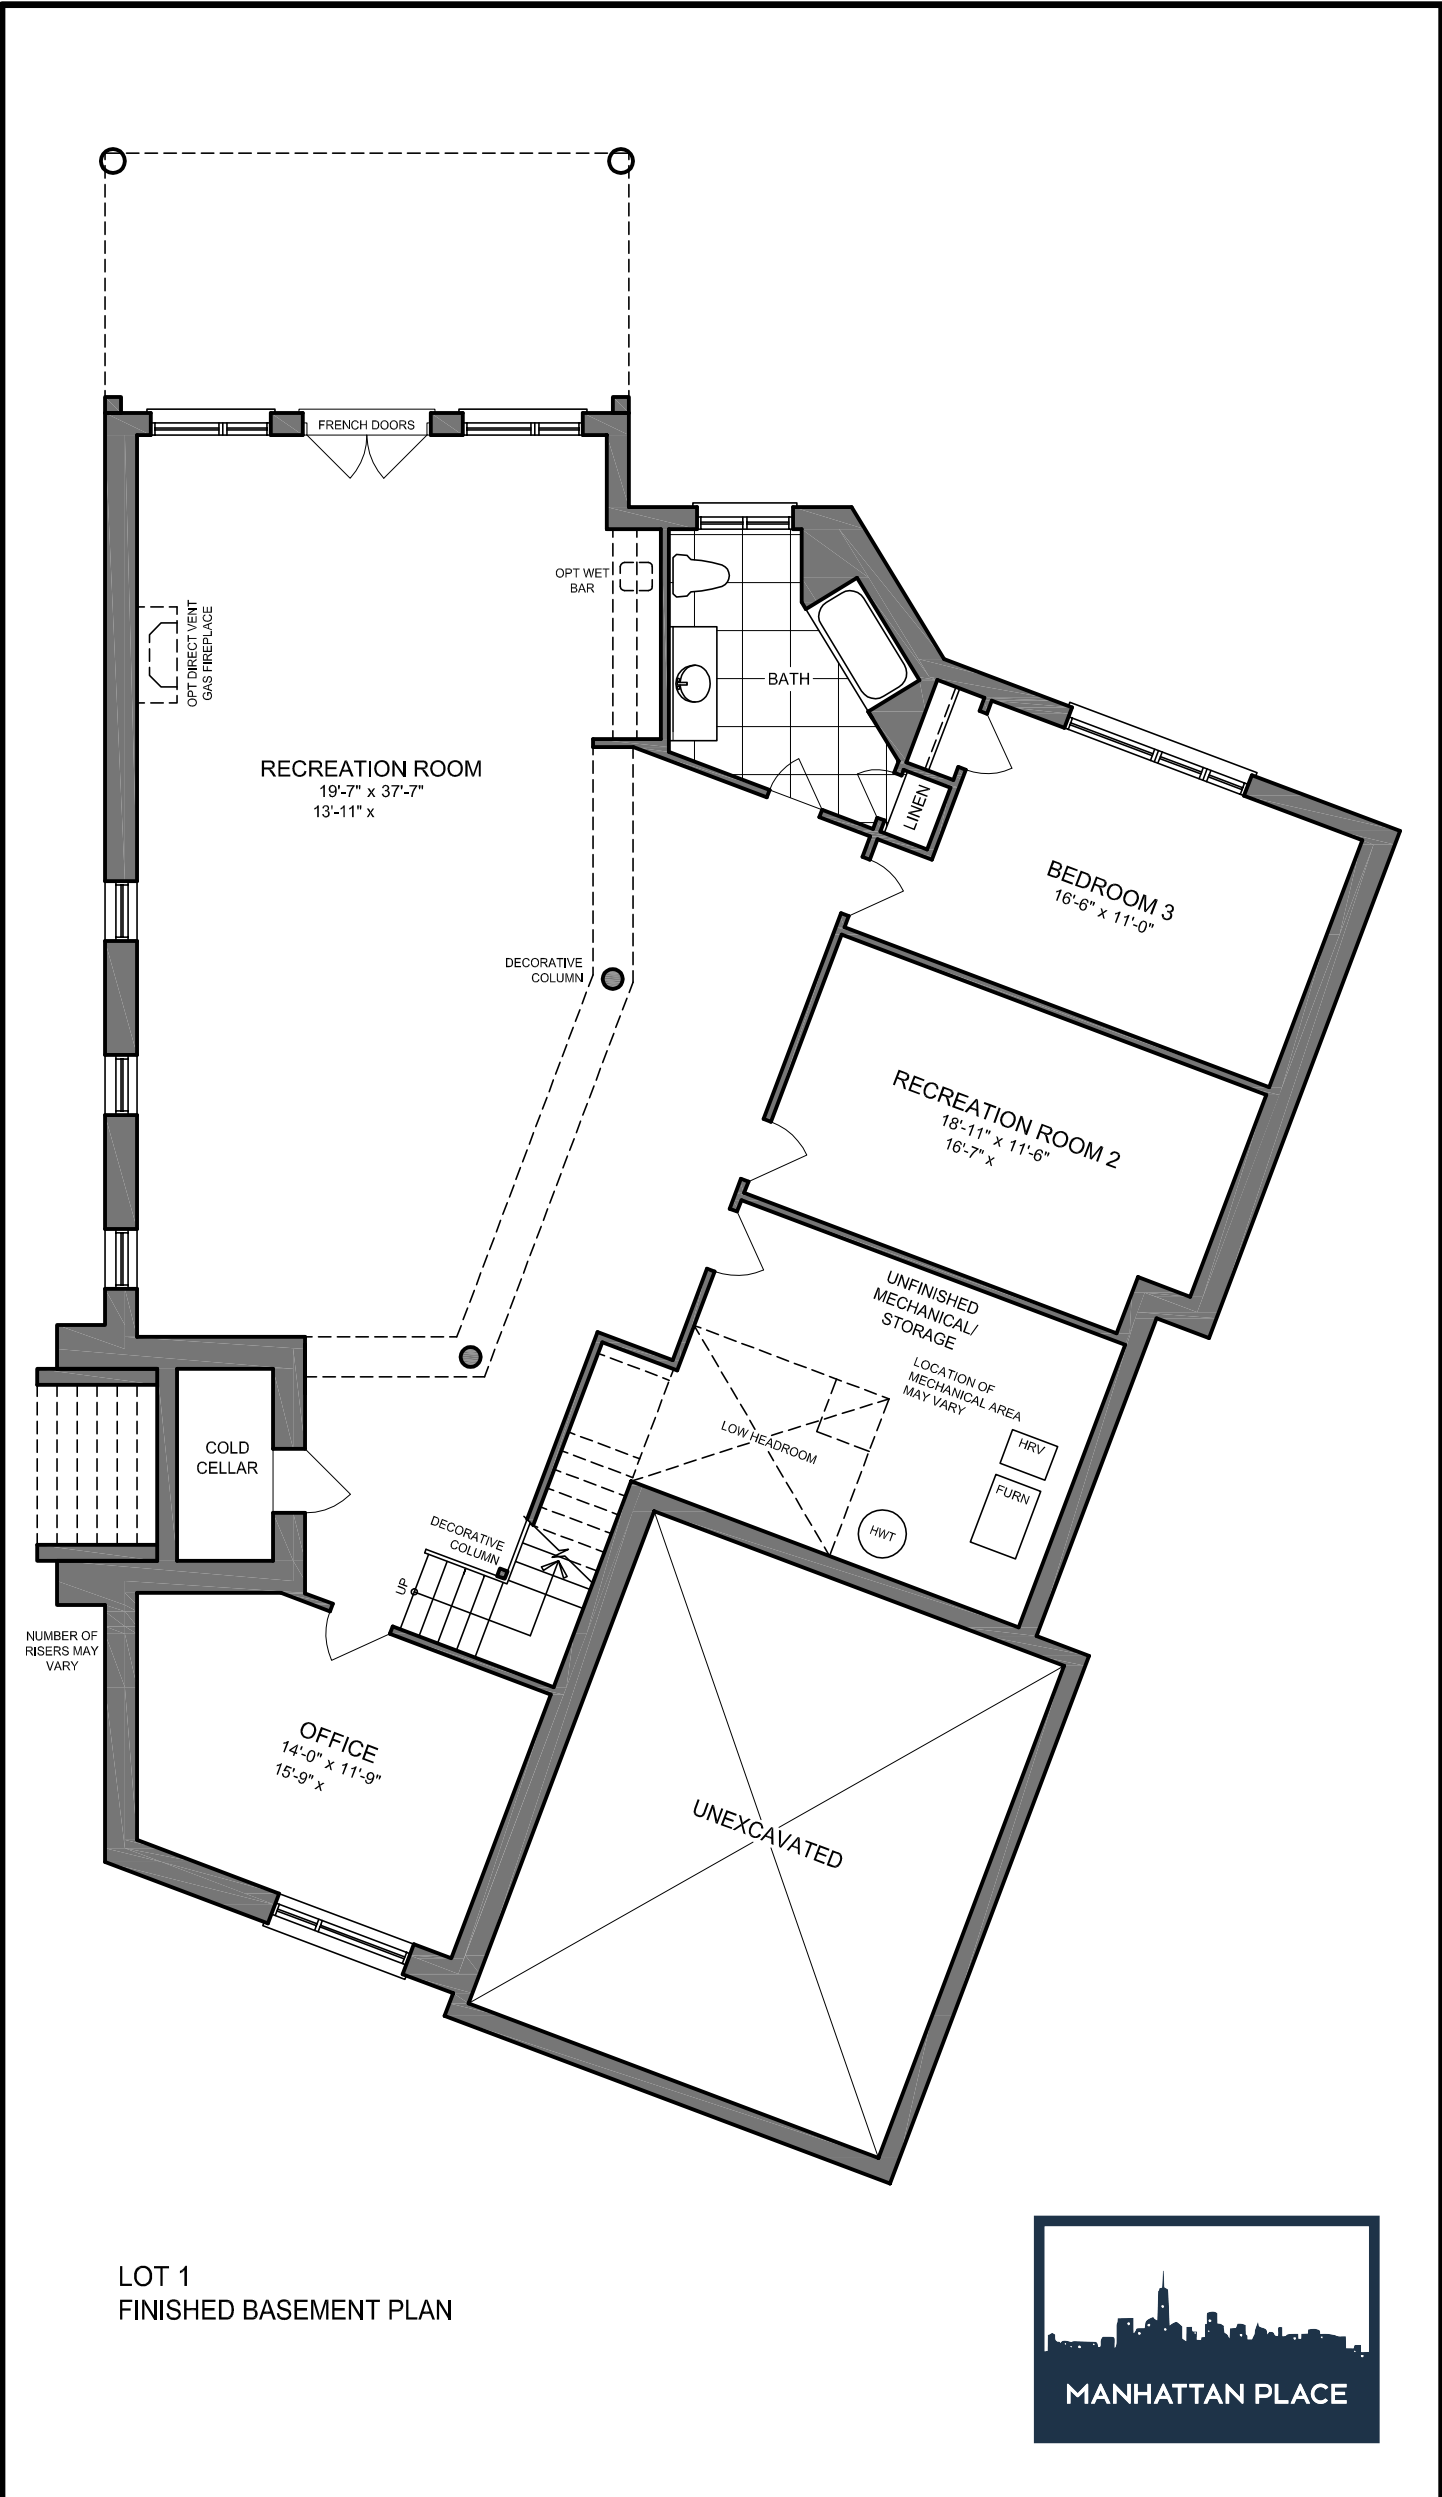 FRENCH DOORS
OPT WET
BAR
OPT DIRECT VENT
GAS FIREPLACE
BATH
RECREATION ROOM
19'-7" x 37'-7"
13'-11" x
LINEN
BEDROOM 3
16'-6" x 11'-0"
DECORATIVE
COLUMN
RECREATION ROOM 2
18'-11" x 11'-6"
16'-7" x
UNFINISHED
MECHANICAL/
STORAGE
LOCATION OF
MECHANICAL AREA
MAY VARY
LOW HEADROOM
HRV
FURN
HWT
COLD
CELLAR
DECORATIVE
COLUMN
UP
NUMBER OF
RISERS MAY
VARY
OFFICE
14'-0" x 11'-9"
15'-9" x
UNEXCAVATED
LOT 1
FINISHED BASEMENT PLAN
MANHATTAN PLACE